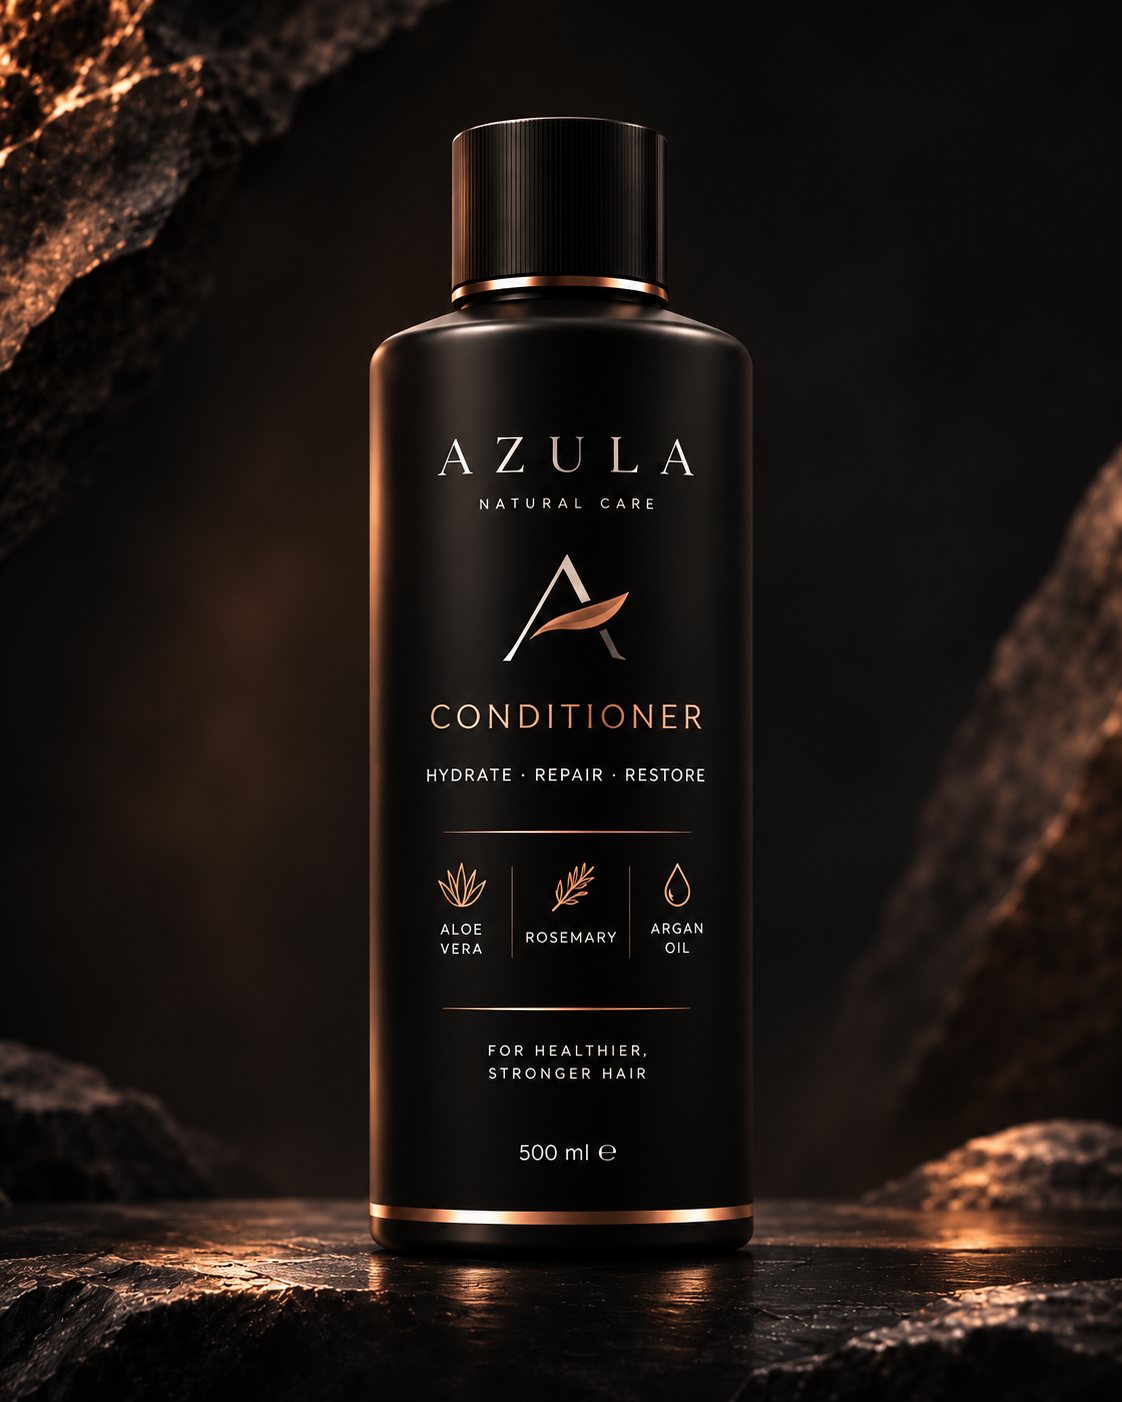 AZULA
NATURAL CARE
A
CONDITIONER
HYDRATE · REPAIR · RESTORE
ALOE
VERA
ROSEMARY
ARGAN
OIL
FOR HEALTHIER,
STRONGER HAIR
500 ml ℮